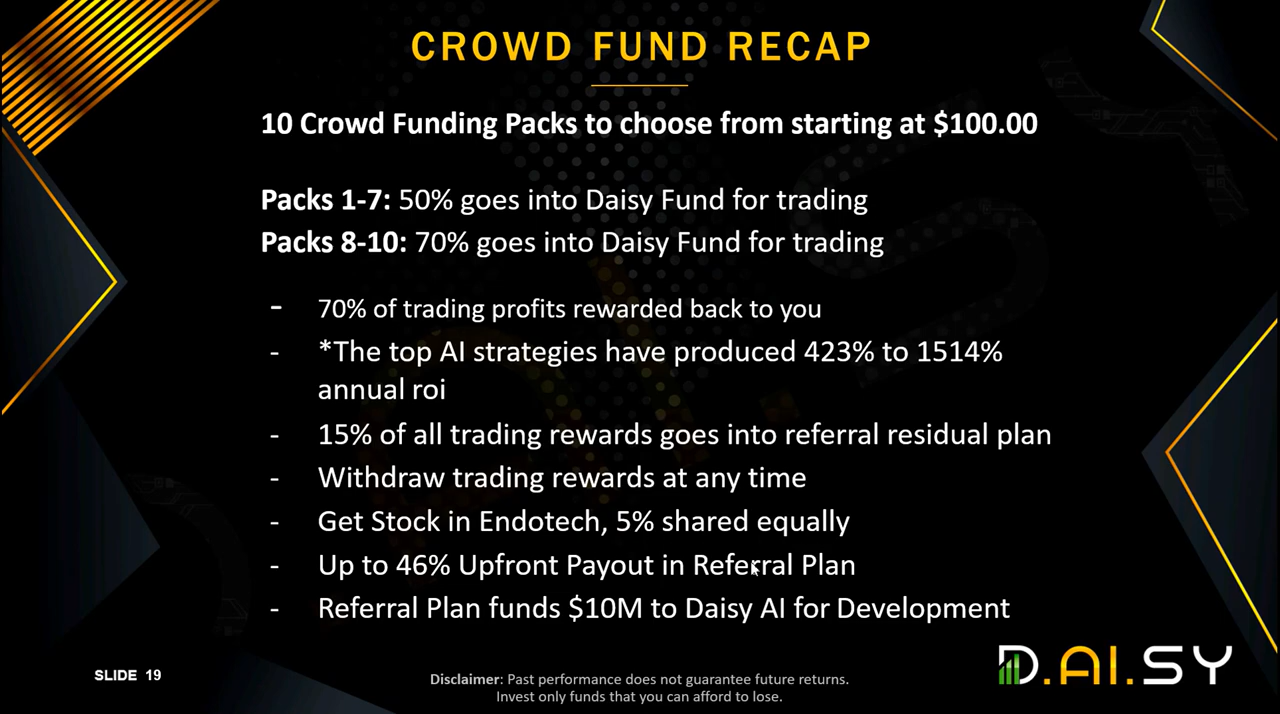 CROWD FUND RECAP
10 Crowd Funding Packs to choose from starting at $100.00
Packs 1-7: 50% goes into Daisy Fund for trading
Packs 8-10: 70% goes into Daisy Fund for trading
- 70% of trading profits rewarded back to you
- *The top AI strategies have produced 423% to 1514%
annual roi
- 15% of all trading rewards goes into referral residual plan
- Withdraw trading rewards at any time
- Get Stock in Endotech, 5% shared equally
- Up to 46% Upfront Payout in Referral Plan
- Referral Plan funds $10M to Daisy AI for Development
SLIDE 19
Disclaimer: Past performance does not guarantee future returns.
Invest only funds that you can afford to lose.
D.AI.SY